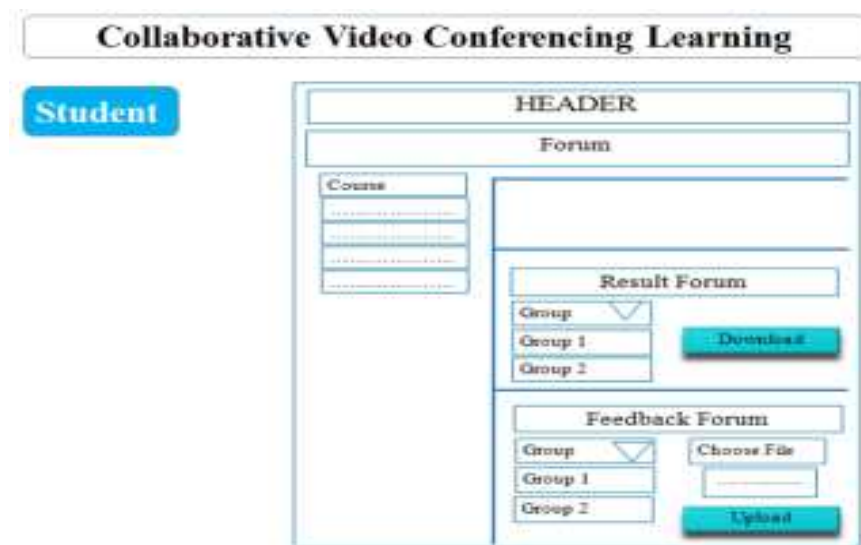 Collaborative Video Conferencing Learning
Student
HEADER
Forum
Course
.....................
.....................
.....................
.....................
Result Forum
Group
Group 1
Group 2
Download
Feedback Forum
Group
Group 1
Group 2
Choose File
...............
Upload